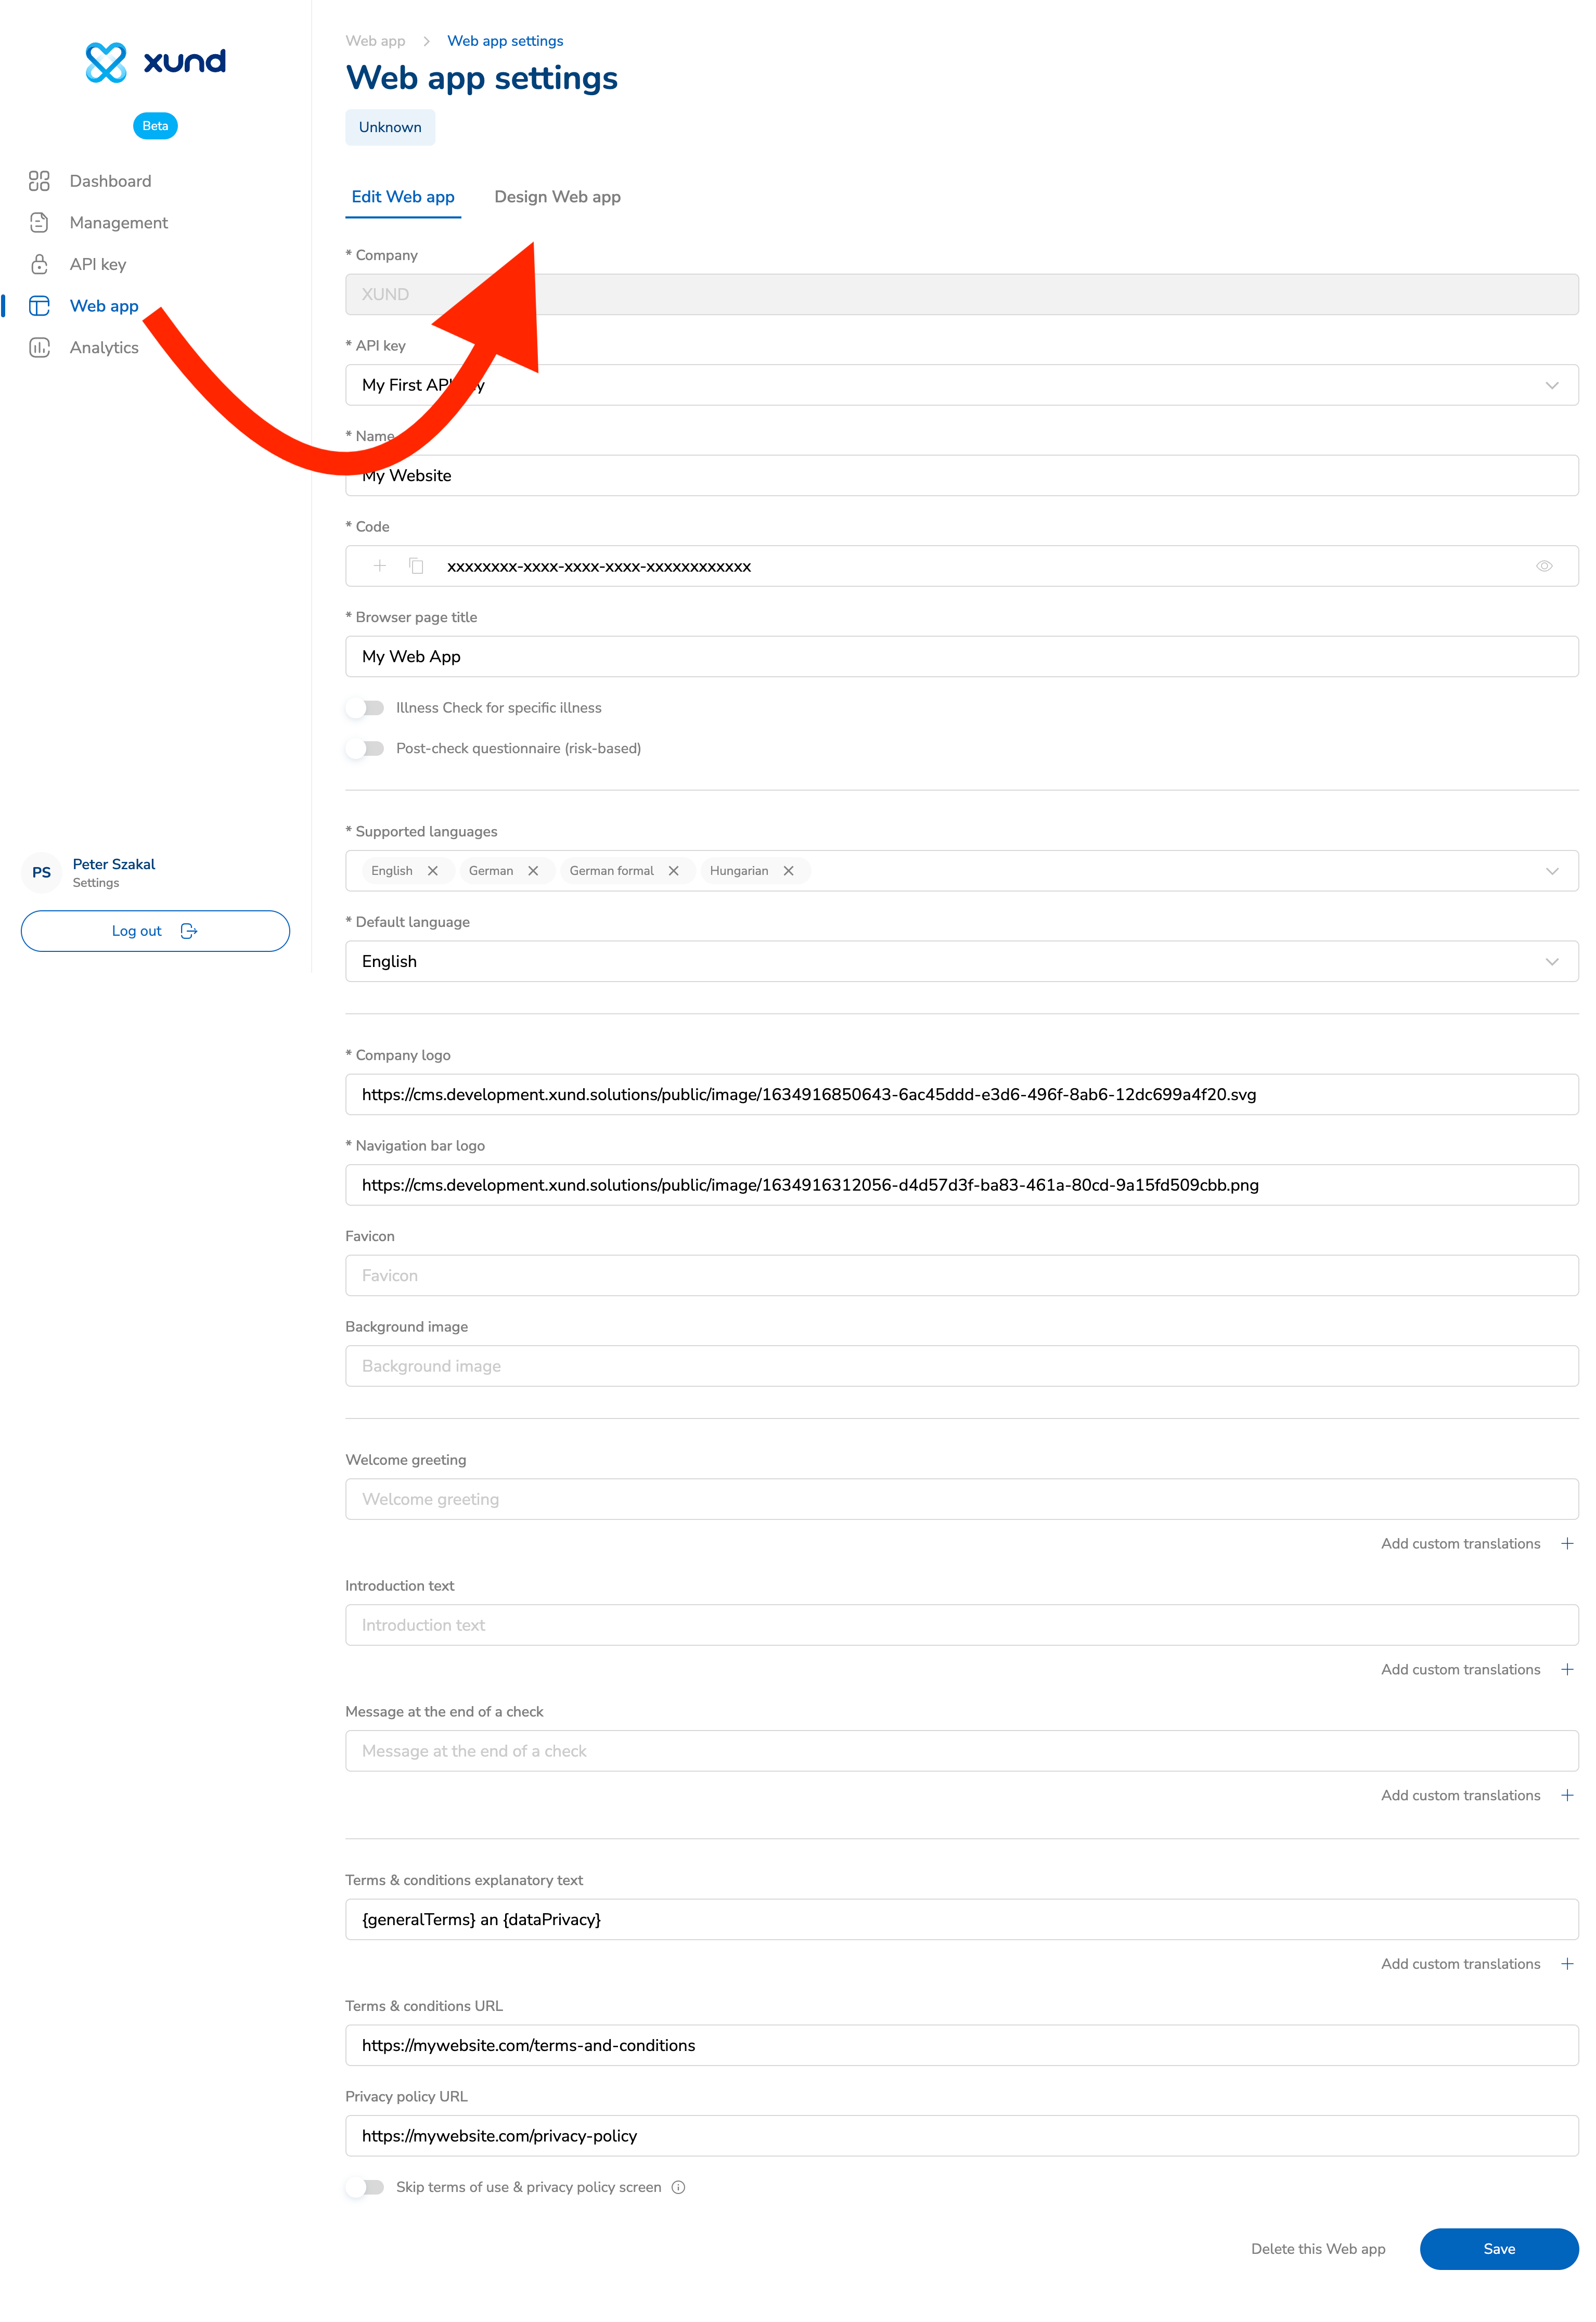 xund
Beta
Dashboard
Management
API key
Web app
Analytics
PS
Peter Szakal
Settings
Log out
Web app > Web app settings
Web app settings
Unknown
Edit Web app Design Web app
* Company
XUND
* API key
My First API
* Name
My Website
* Code
xxxxxxxx-xxxx-xxxx-xxxx-xxxxxxxxxxxx
* Browser page title
My Web App
Illness Check for specific illness
Post-check questionnaire (risk-based)
* Supported languages
English German German formal Hungarian
* Default language
English
* Company logo
https://cms.development.xund.solutions/public/image/1634916850643-6ac45ddd-e3d6-496f-8ab6-12dc699a4f20.svg
* Navigation bar logo
https://cms.development.xund.solutions/public/image/1634916312056-d4d57d3f-ba83-461a-80cd-9a15fd509cbb.png
Favicon
Favicon
Background image
Background image
Welcome greeting
Welcome greeting
Add custom translations +
Introduction text
Introduction text
Add custom translations +
Message at the end of a check
Message at the end of a check
Add custom translations +
Terms & conditions explanatory text
{generalTerms} an {dataPrivacy}
Add custom translations +
Terms & conditions URL
https://mywebsite.com/terms-and-conditions
Privacy policy URL
https://mywebsite.com/privacy-policy
Skip terms of use & privacy policy screen
Delete this Web app Save